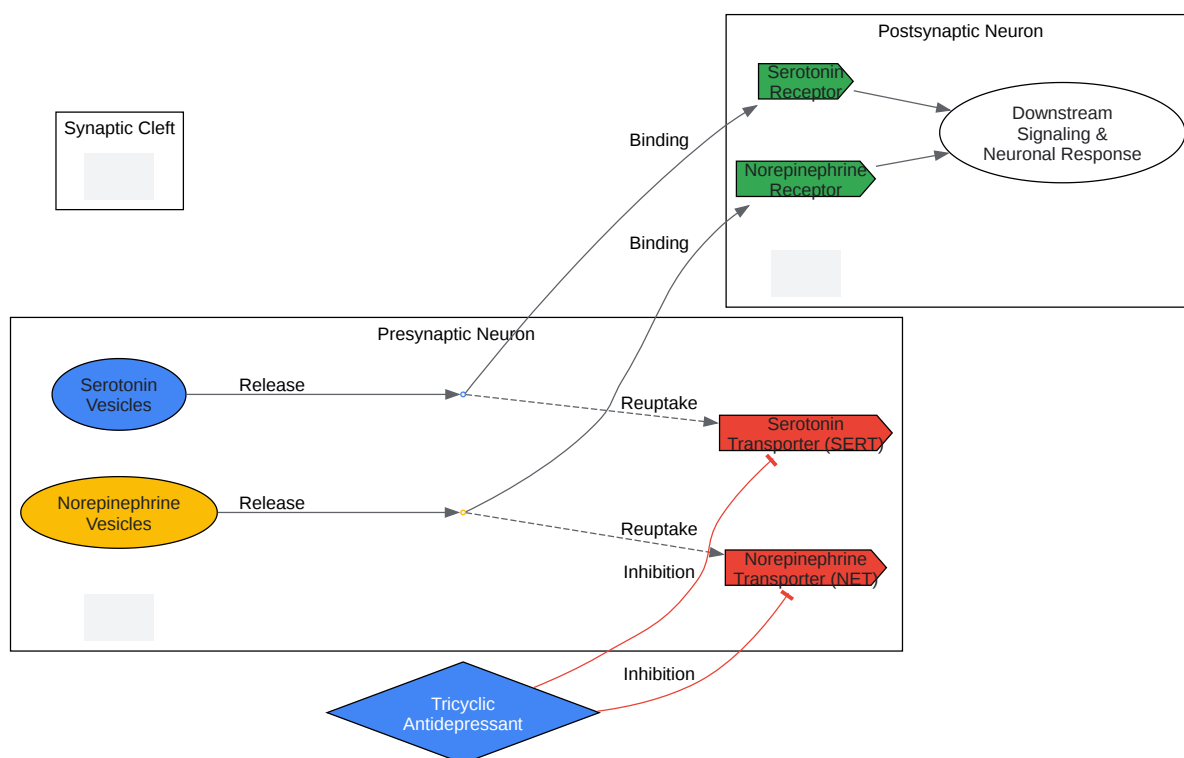 Postsynaptic Neuron
Serotonin
Receptor
Downstream
Signaling &
Neuronal Response
Synaptic Cleft
Binding
Norepinephrine
Receptor
Binding
Presynaptic Neuron
Serotonin
Vesicles
Release
Reuptake
Serotonin
Transporter (SERT)
Norepinephrine
Vesicles
Release
Reuptake
Norepinephrine
Transporter (NET)
Inhibition
Inhibition
Tricyclic
Antidepressant